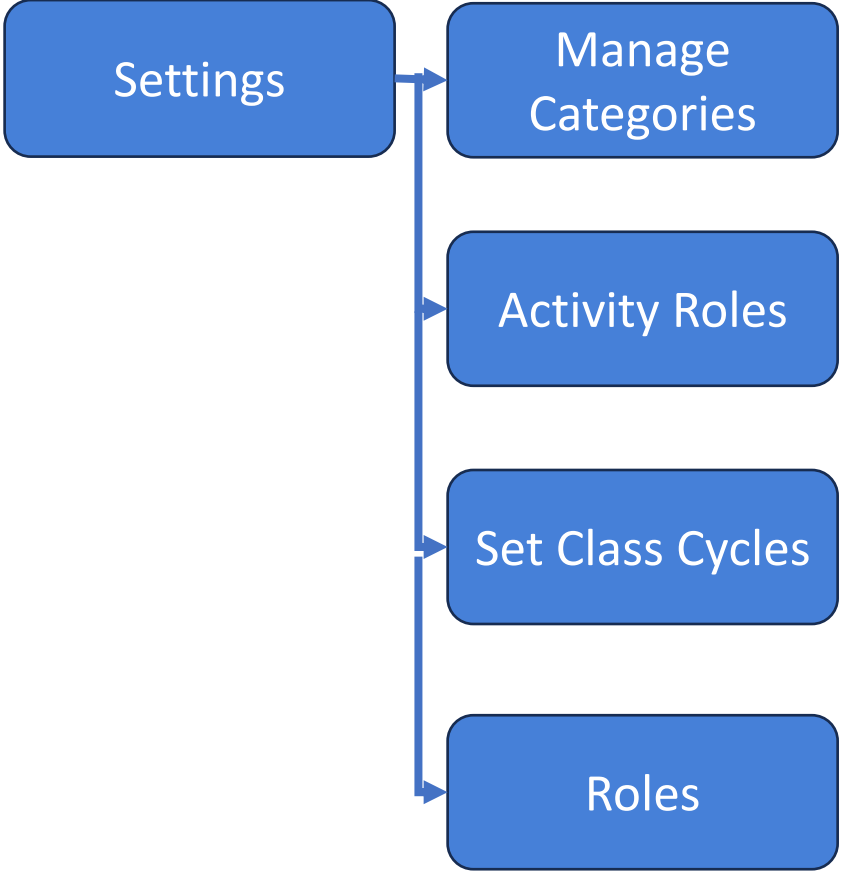 Settings
Manage
Categories
Activity Roles
Set Class Cycles
Roles